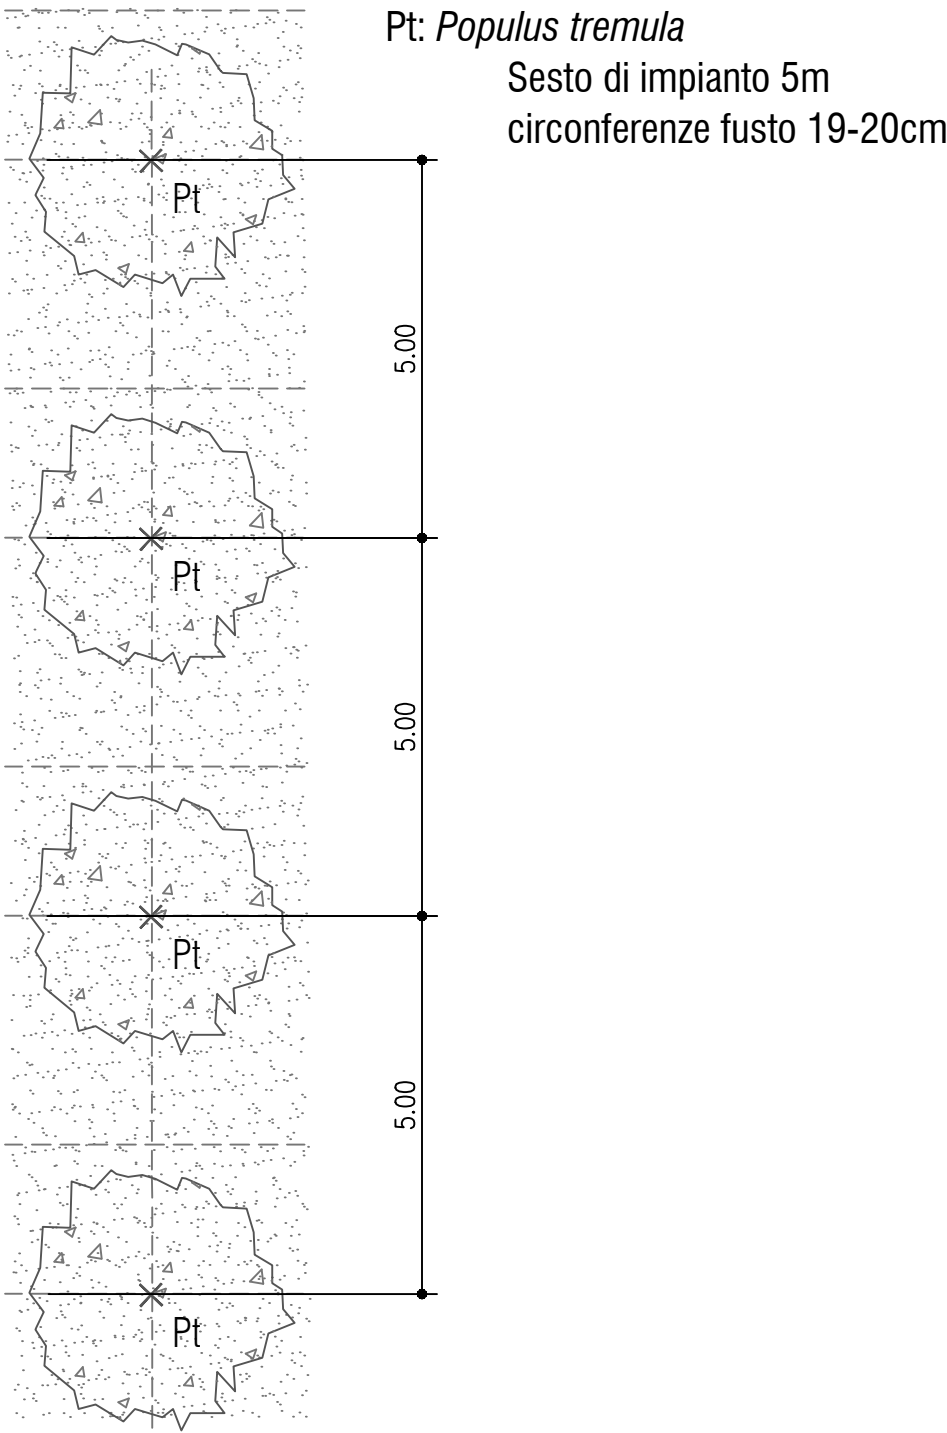 Pt: Populus tremula
Sesto di impianto 5m
circonferenze fusto 19-20cm
Pt
5.00
Pt
5.00
Pt
5.00
Pt